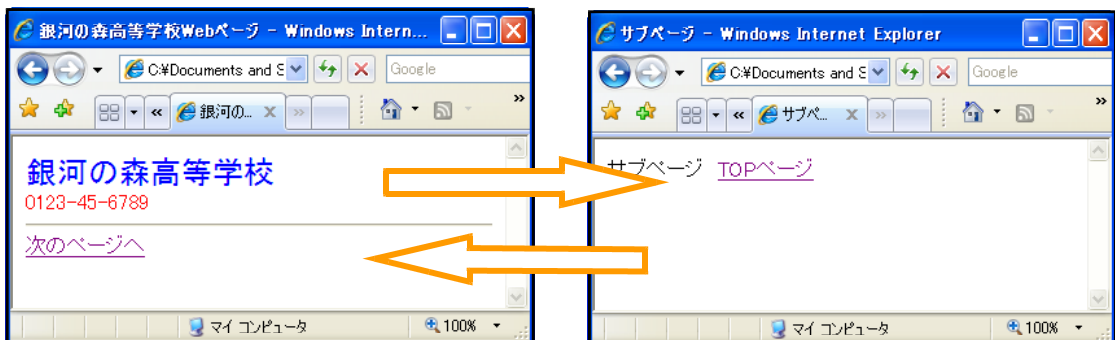 銀河の森高等学校Webページ - Windows Intern...
C:¥Documents and S
Google
銀河の...
銀河の森高等学校
0123-45-6789
次のページへ
マイ コンピュータ
100%
サブページ - Windows Internet Explorer
C:¥Documents and S
Google
サブペ...
サブページ TOPページ
マイ コンピュータ
100%